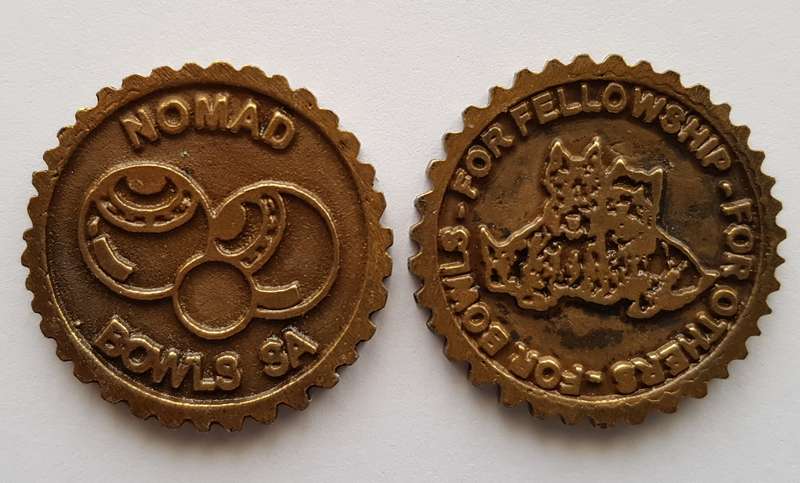 NOMAD
BOWLS SA
FOR FELLOWSHIP - FOR OTHERS - FOR BOWLS -